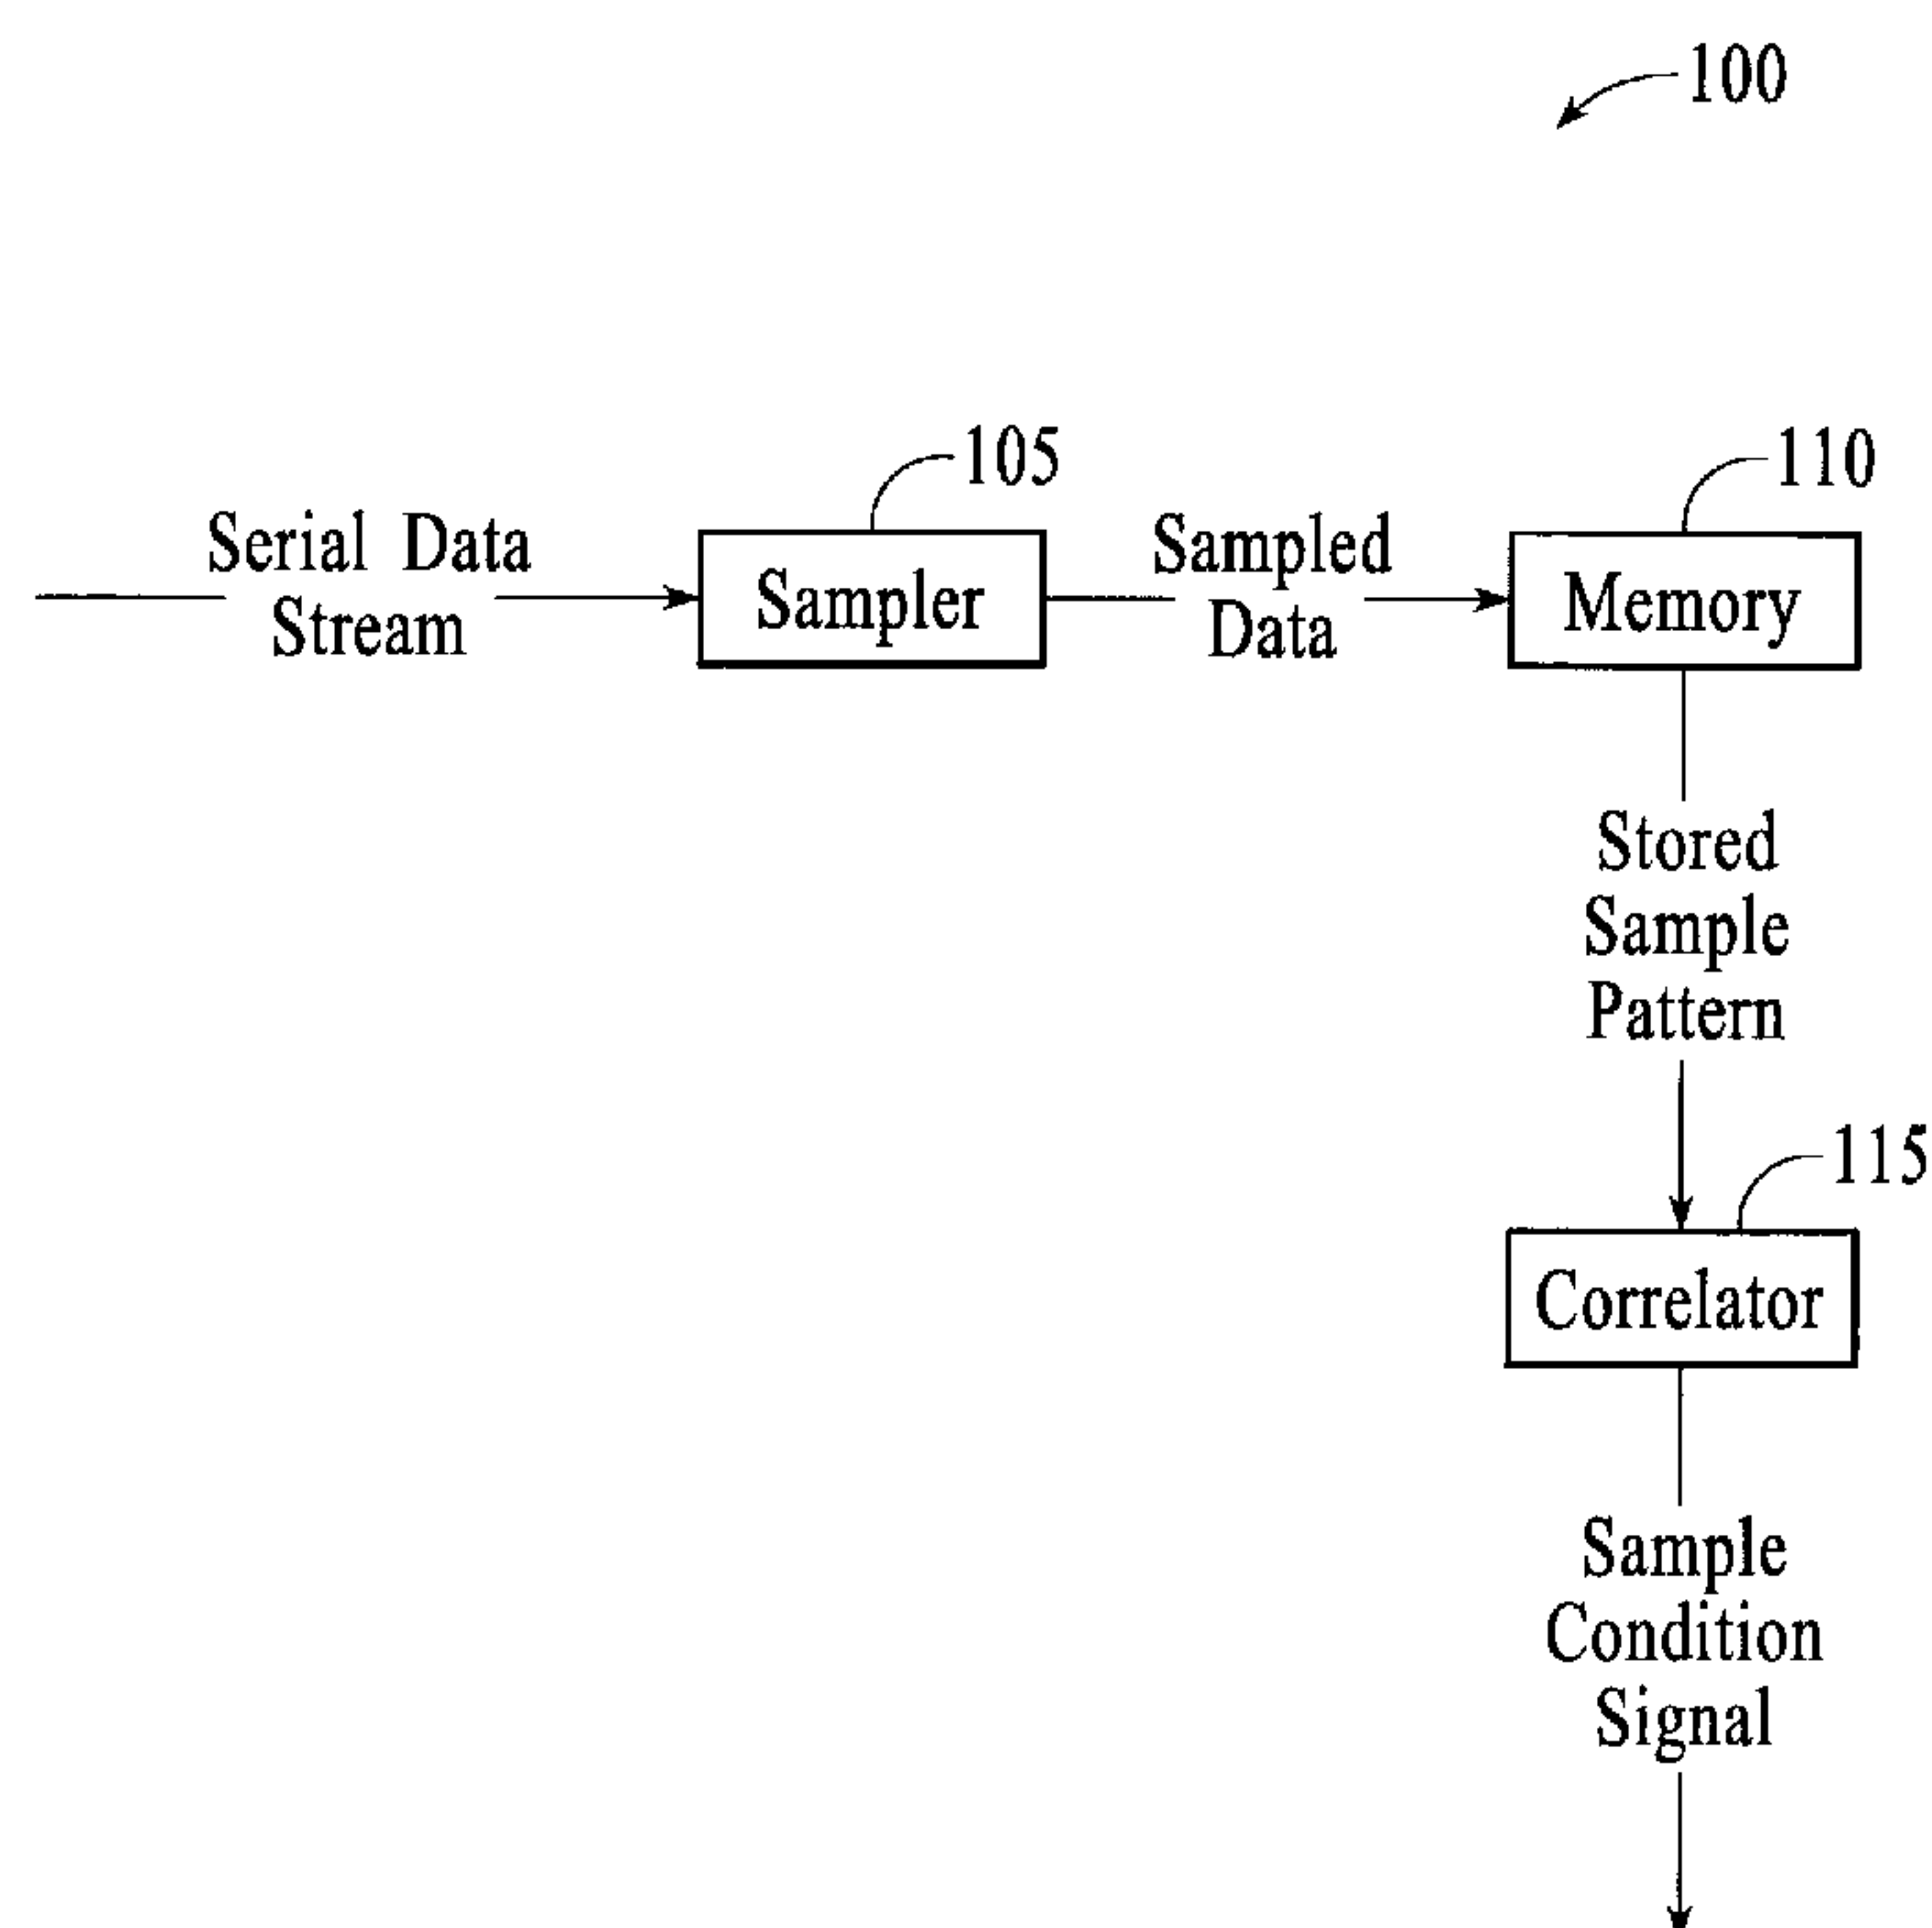 100
105
110
Serial Data
Stream
Sampler
Sampled
Data
Memory
Stored
Sample
Pattern
115
Correlator
Sample
Condition
Signal